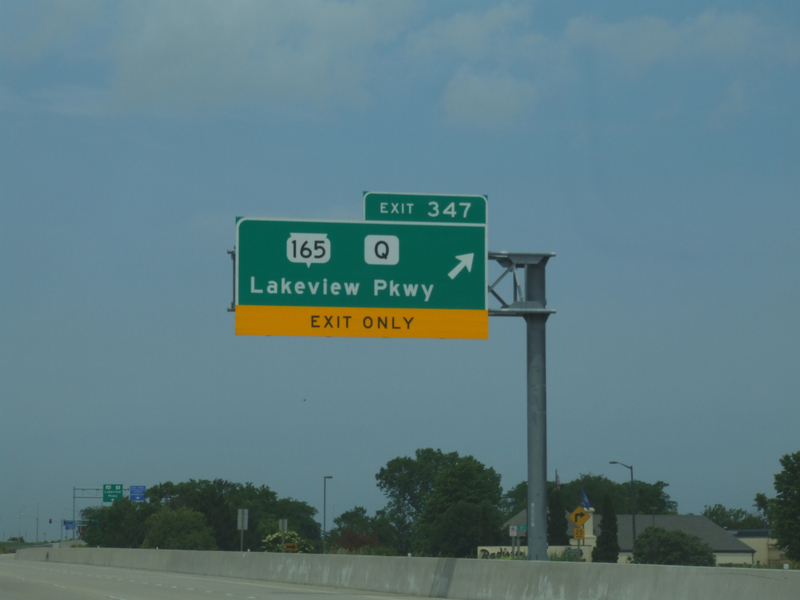 EXIT 347
165 Q
Lakeview Pkwy
EXIT ONLY